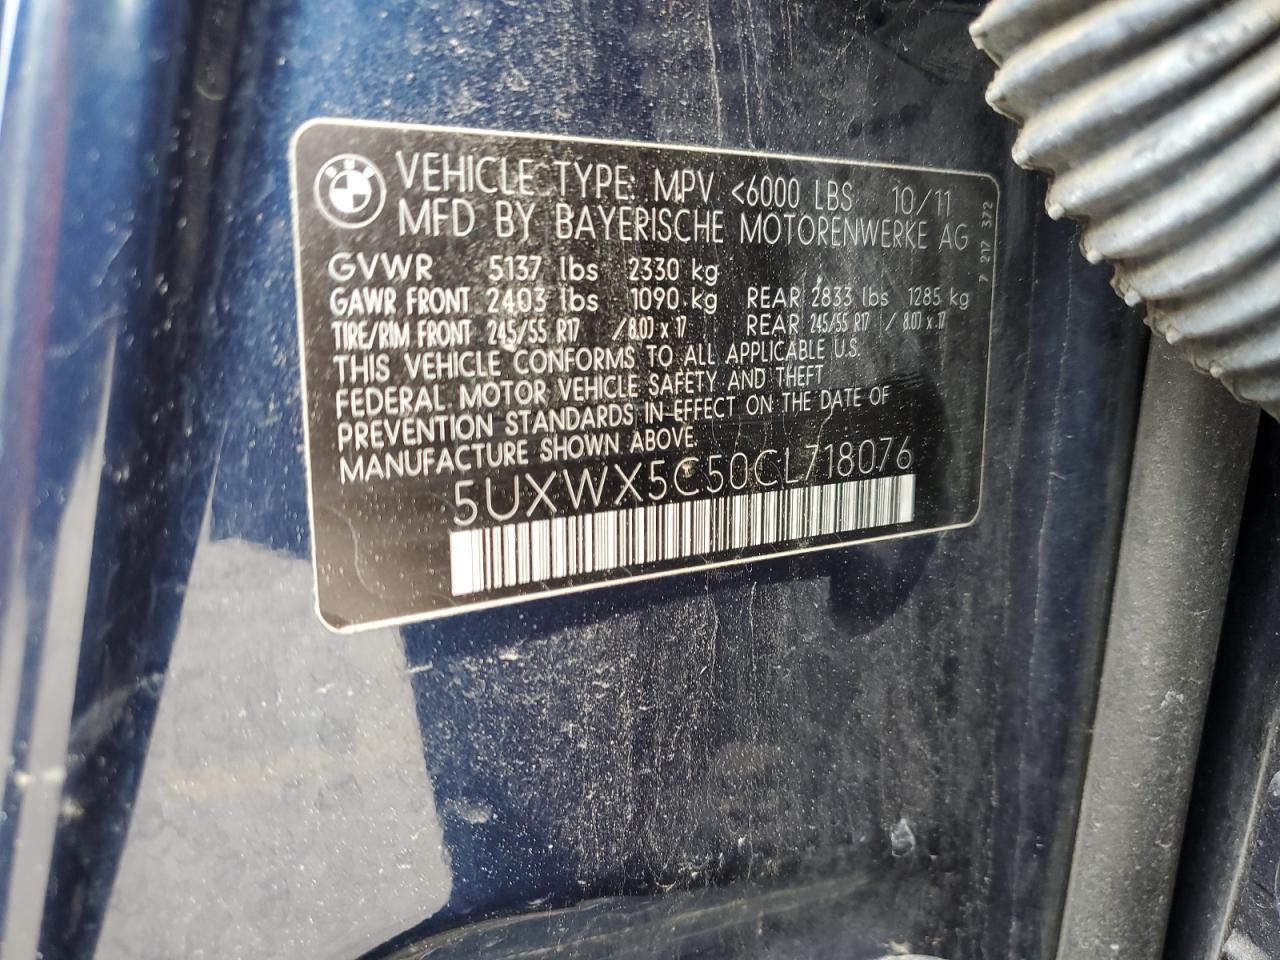 VEHICLE TYPE: MPV <6000 LBS 10/11
MFD BY BAYERISCHE MOTORENWERKE AG
GVWR 5137 lbs 2330 kg
GAWR FRONT 2403 lbs 1090 kg REAR 2833 lbs 1285 kg
TIRE/RIM FRONT 245/55 R17 / 8.0J x 17 REAR 245/55 R17 / 8.0J x 17
THIS VEHICLE CONFORMS TO ALL APPLICABLE U.S.
FEDERAL MOTOR VEHICLE SAFETY AND THEFT
PREVENTION STANDARDS IN EFFECT ON THE DATE OF
MANUFACTURE SHOWN ABOVE.
5UXWX5C50CL718076
7 217 372